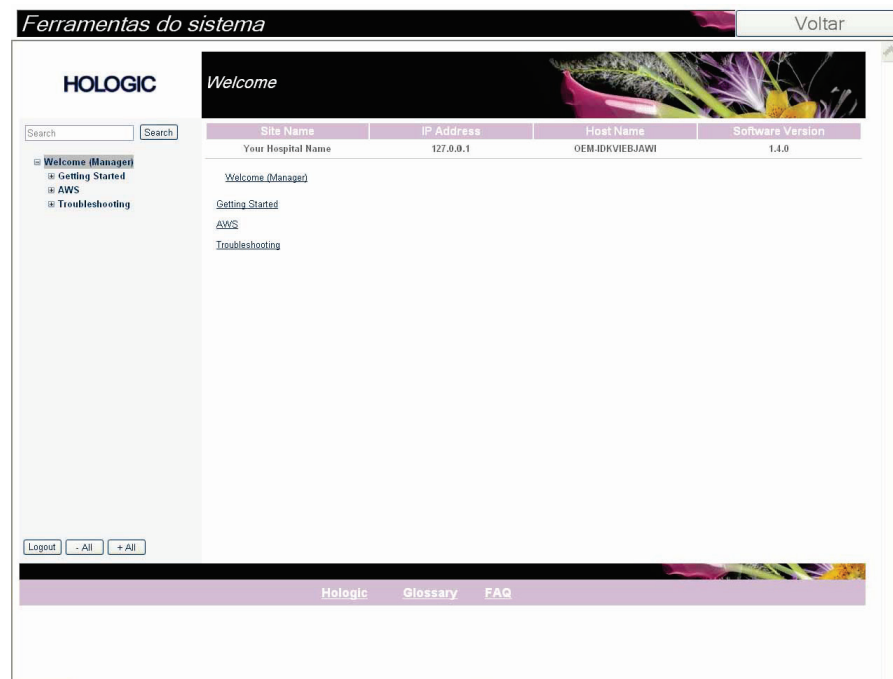 Ferramentas do sistema
Voltar
HOLOGIC
Welcome
Search Search
Welcome (Manager)
Getting Started
AWS
Troubleshooting
Site Name IP Address Host Name Software Version
Your Hospital Name 127.0.0.1 OEM-IDKVIEBJAWI 1.4.0
Welcome (Manager)
Getting Started
AWS
Troubleshooting
Logout - All + All
Hologic Glossary FAQ